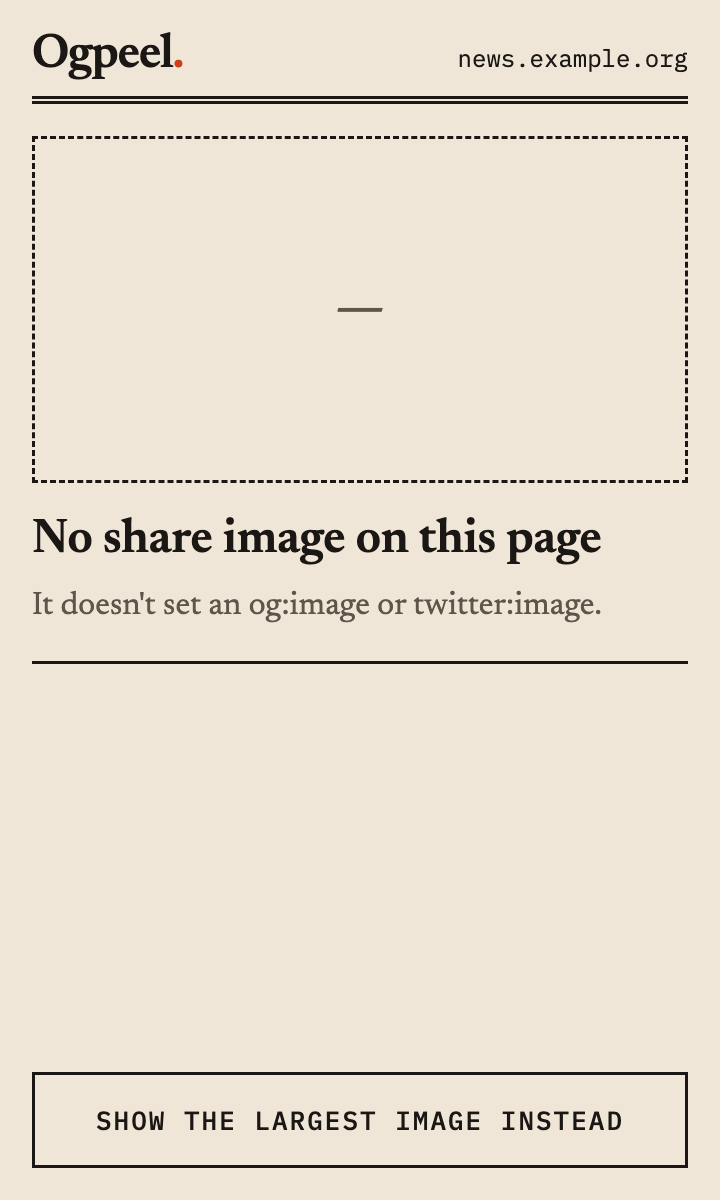 Ogpeel.
news.example.org
—
No share image on this page
It doesn't set an og:image or twitter:image.
SHOW THE LARGEST IMAGE INSTEAD